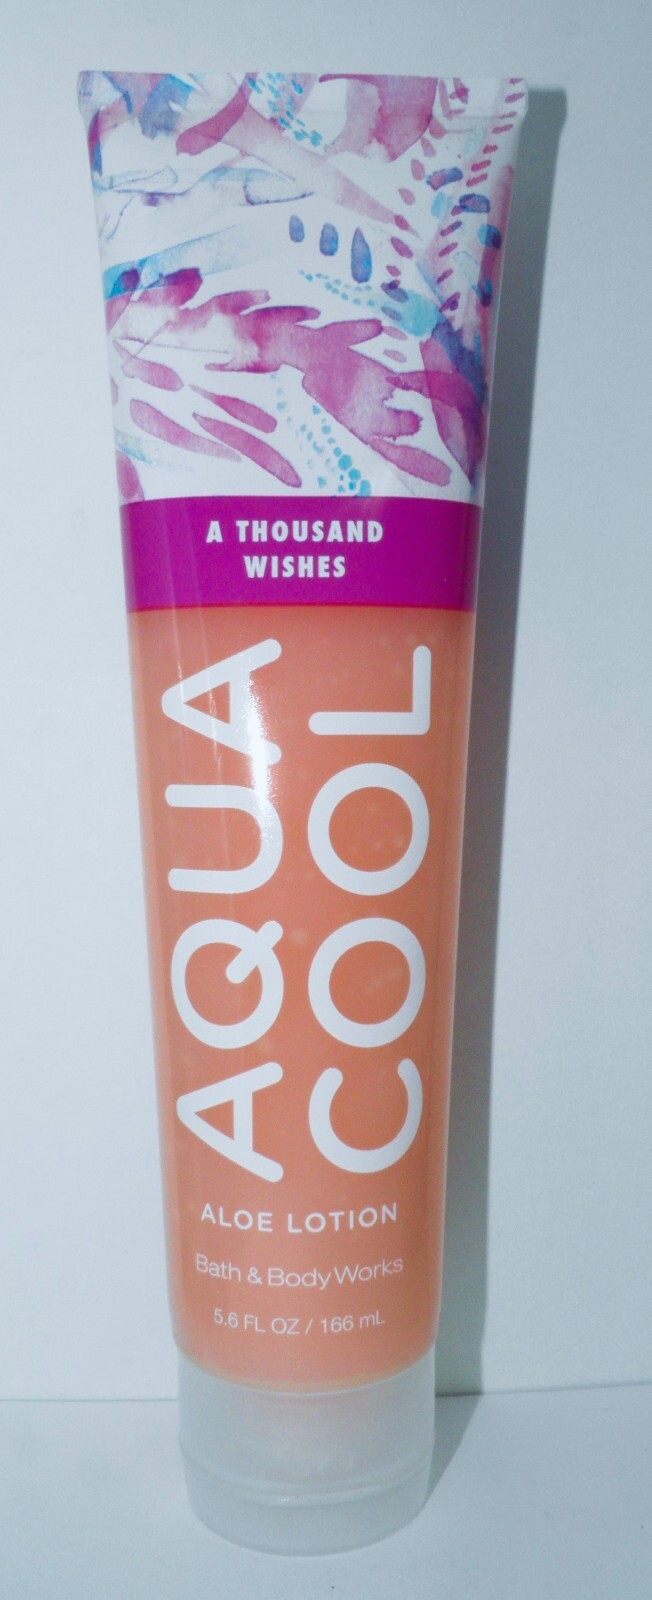 A THOUSAND
WISHES
AQUA
COOL
ALOE LOTION
Bath & Body Works
5.6 FL OZ / 166 mL